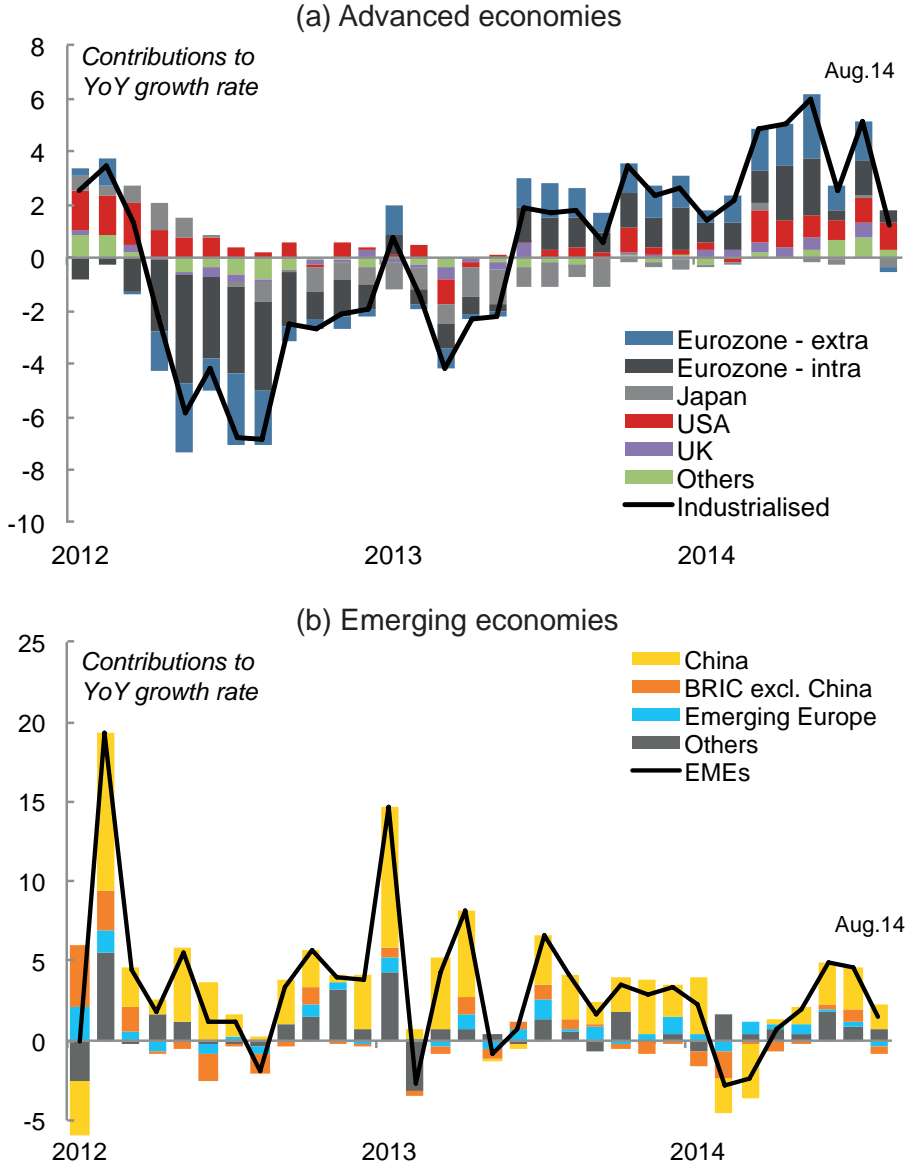 (a) Advanced economies
8
Contributions to
YoY growth rate
Aug.14
6
4
2
0
-2
-4
-6
-8
-10
Eurozone - extra
Eurozone - intra
Japan
USA
UK
Others
Industrialised
2012
2013
2014
(b) Emerging economies
25
Contributions to
YoY growth rate
China
BRIC excl. China
Emerging Europe
Others
EMEs
20
15
10
Aug.14
5
0
-5
2012
2013
2014